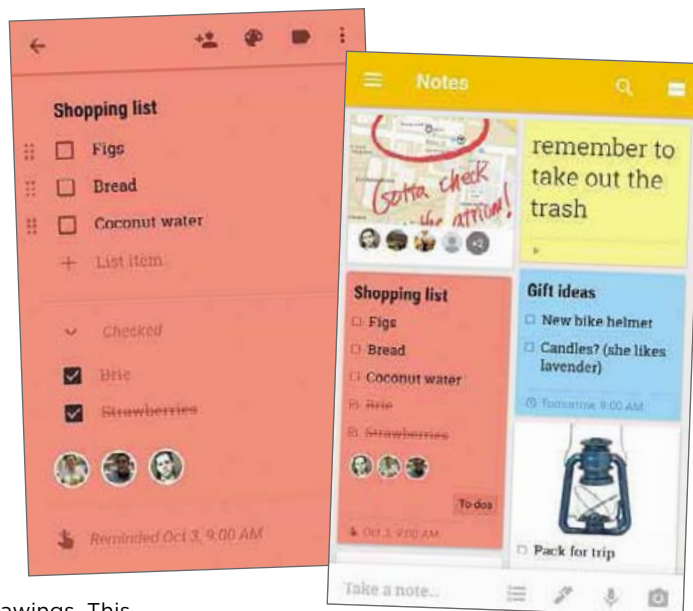 Shopping list
Figs
Bread
Coconut water
+ List item
Checked
Brie
Strawberries
Reminded Oct 3, 9:00 AM
Notes
Gotta check
the atrium!
+2
remember to
take out the
trash
Shopping list
Figs
Bread
Coconut water
Brie
Strawberries
To-dos
Oct 3, 9:00 AM
Gift ideas
New bike helmet
Candles? (she likes
lavender)
Tomorrow, 9:00 AM
Pack for trip
Take a note...
awings. This